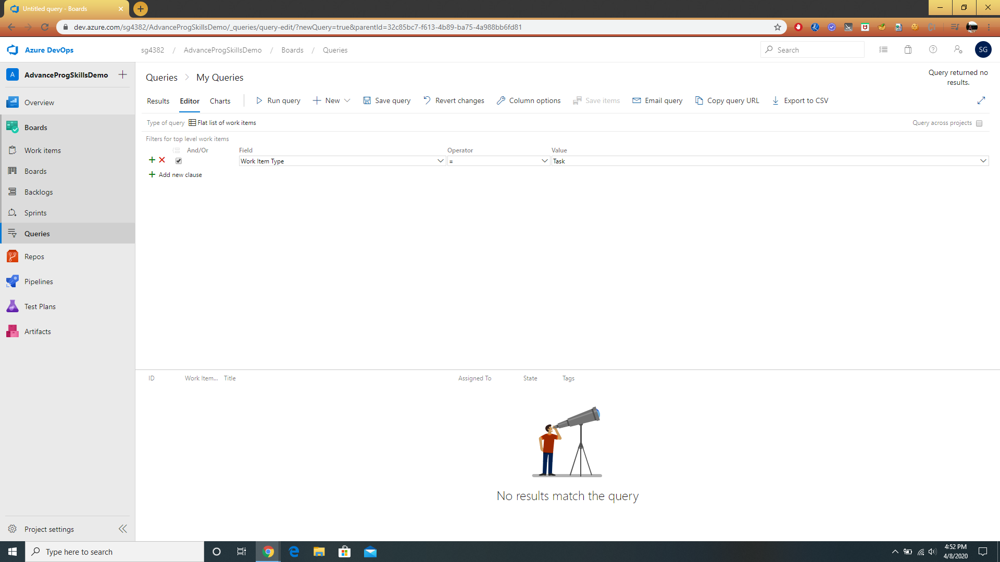 Untitled query - Boards
dev.azure.com/sg4382/AdvanceProgSkillsDemo/_queries/query-edit/?newQuery=true&parentId=32c85bc7-f613-4b89-ba75-4a988bb6fd81
Azure DevOps
sg4382 / AdvanceProgSkillsDemo / Boards / Queries
Search
SG
A AdvanceProgSkillsDemo
Queries > My Queries
Query returned no
results.
Overview
Results Editor Charts
Run query New Save query Revert changes Column options Save items Email query Copy query URL Export to CSV
Type of query Flat list of work items
Query across projects
Boards
Filters for top level work items
And/Or Field Operator Value
Work Item Type = Task
Add new clause
Work items
Boards
Backlogs
Sprints
Queries
Repos
Pipelines
Test Plans
Artifacts
ID Work Item... Title Assigned To State Tags
No results match the query
Project settings
Type here to search
4:52 PM
4/8/2020